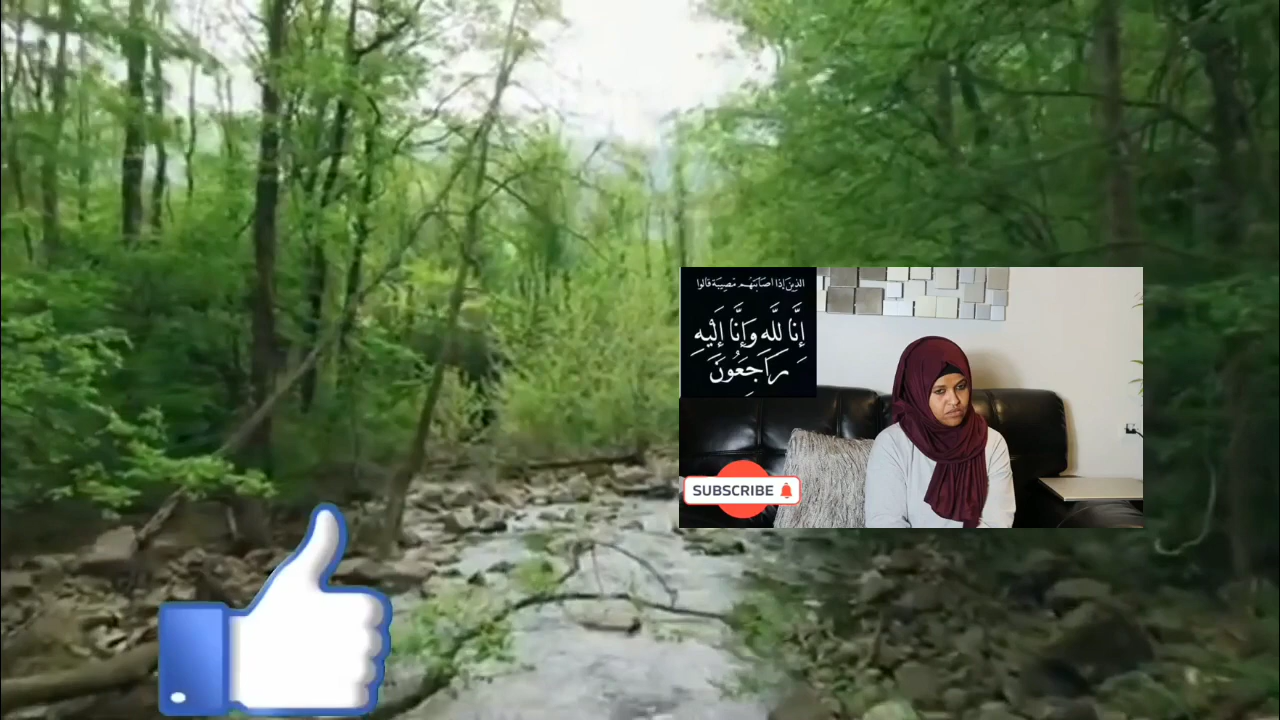 الذين إذا أصابتهم مصيبة قالوا
إِنَّا لِلَّهِ وَإِنَّا إِلَيْهِ
رَاجَعُونَ
SUBSCRIBE